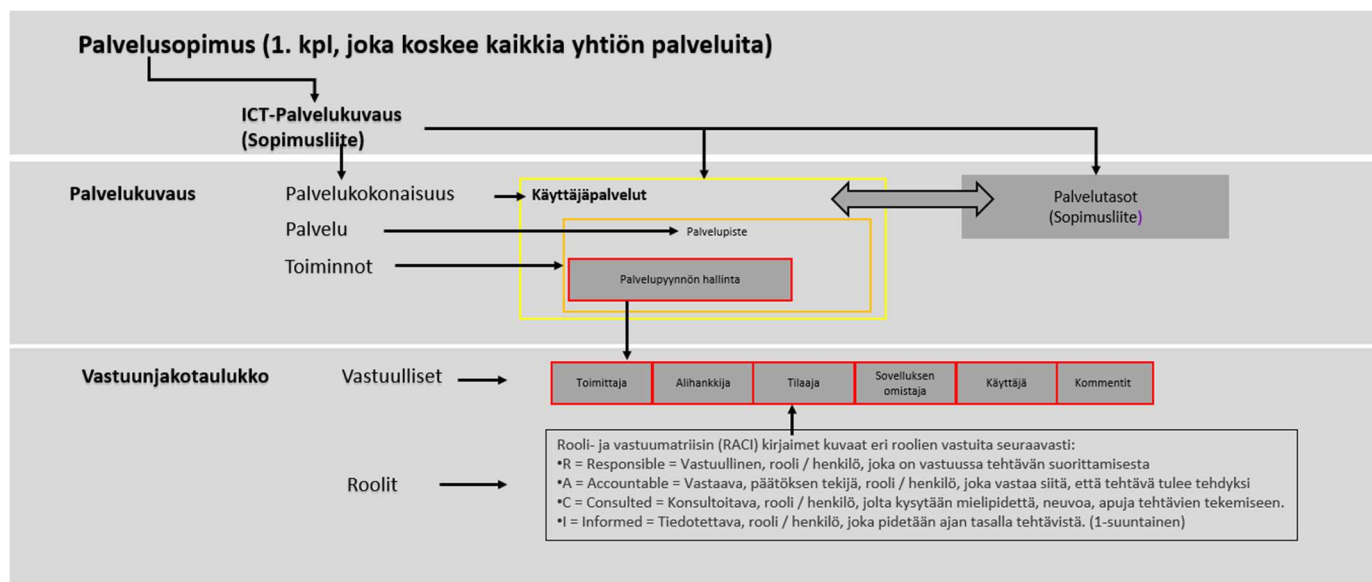 Palvelusopimus (1. kpl, joka koskee kaikkia yhtiön palveluita)
ICT-Palvelukuvaus
(Sopimusliite)
Palvelukuvaus
Palvelukokonaisuus
Käyttäjäpalvelut
Palvelutasot
(Sopimusliite)
Palvelu
Palvelupiste
Toiminnot
Palvelupyynnön hallinta
Vastuunjakotaulukko
Vastuulliset
Toimittaja
Alihankkija
Tilaaja
Sovelluksen
omistaja
Käyttäjä
Kommentit
Roolit
Rooli- ja vastuumatriisin (RACI) kirjaimet kuvaat eri roolien vastuita seuraavasti:
•R = Responsible = Vastuullinen, rooli / henkilö, joka on vastuussa tehtävän suorittamisesta
•A = Accountable = Vastaava, päätöksen tekijä, rooli / henkilö, joka vastaa siitä, että tehtävä tulee tehdyksi
•C = Consulted = Konsultoitava, rooli / henkilö, jolta kysytään mielipidettä, neuvoa, apuja tehtävien tekemiseen.
•I = Informed = Tiedotettava, rooli / henkilö, joka pidetään ajan tasalla tehtävistä. (1-suuntainen)